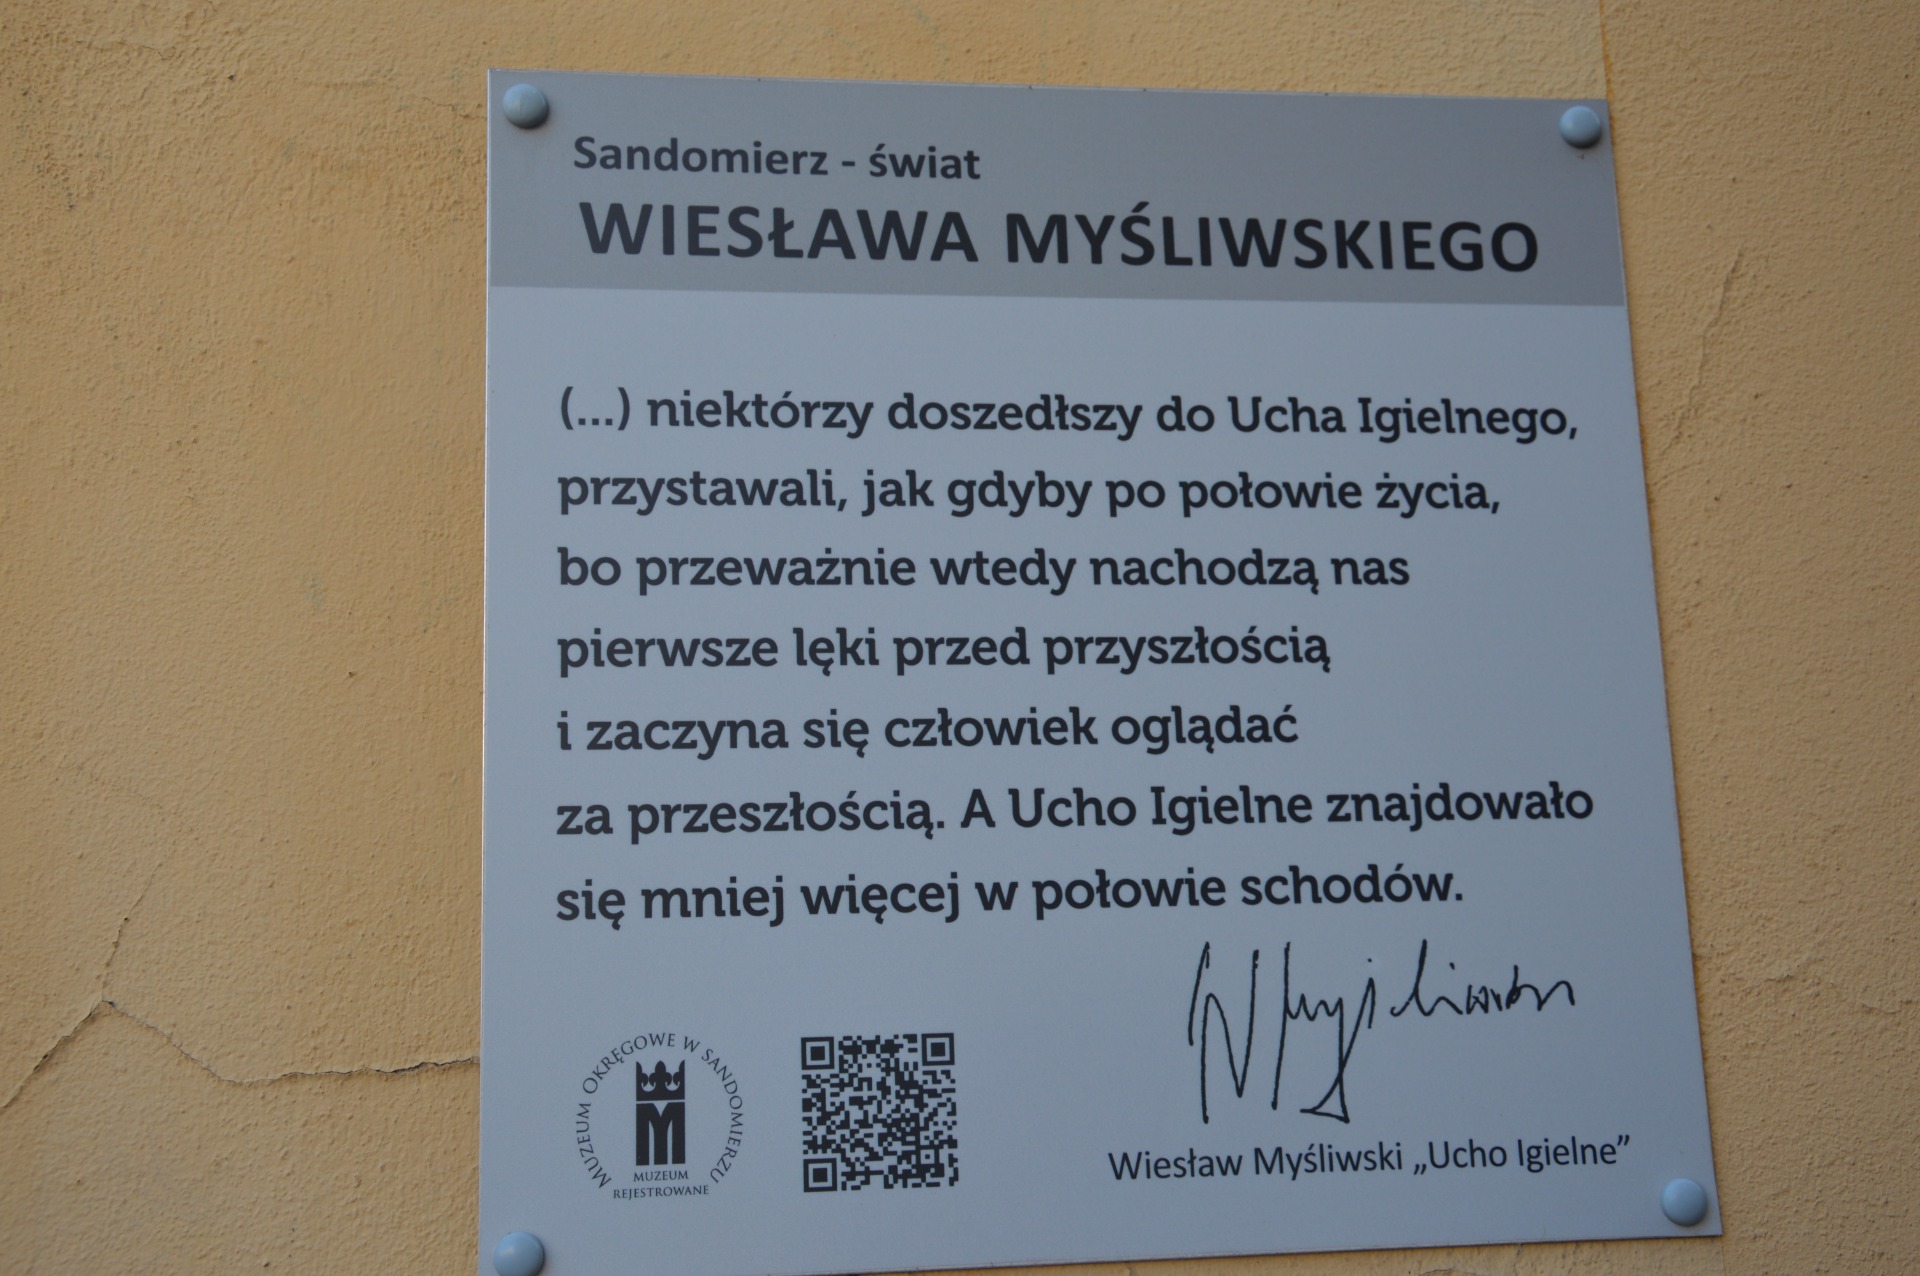 Sandomierz - świat
WIESŁAWA MYŚLIWSKIEGO
(...) niektórzy doszedłszy do Ucha Igielnego,
przystawali, jak gdyby po połowie życia,
bo przeważnie wtedy nachodzą nas
pierwsze lęki przed przyszłością
i zaczyna się człowiek oglądać
za przeszłością. A Ucho Igielne znajdowało
się mniej więcej w połowie schodów.
W Myśliwski
MUZEUM OKRĘGOWE W SANDOMIERZU
M
MUZEUM
REJESTROWANE
Wiesław Myśliwski „Ucho Igielne”